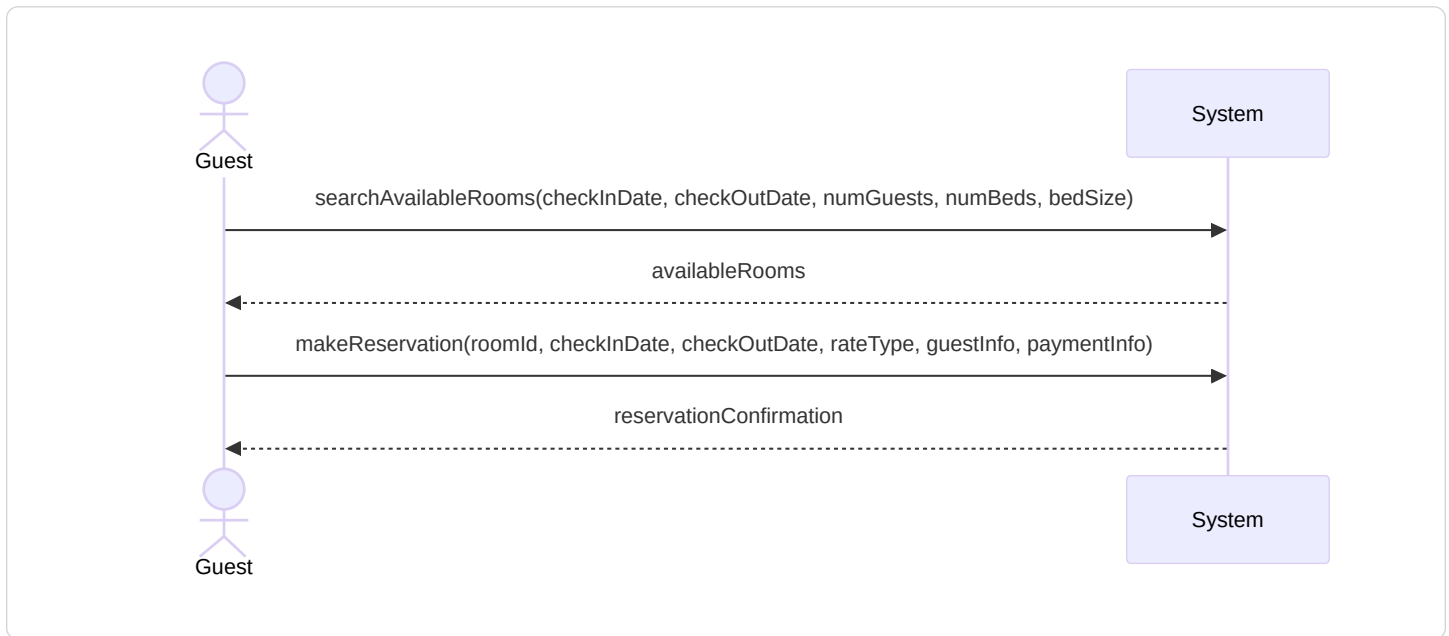 Guest
System
searchAvailableRooms(checkInDate, checkOutDate, numGuests, numBeds, bedSize)
availableRooms
makeReservation(roomId, checkInDate, checkOutDate, rateType, guestInfo, paymentInfo)
reservationConfirmation
Guest
System